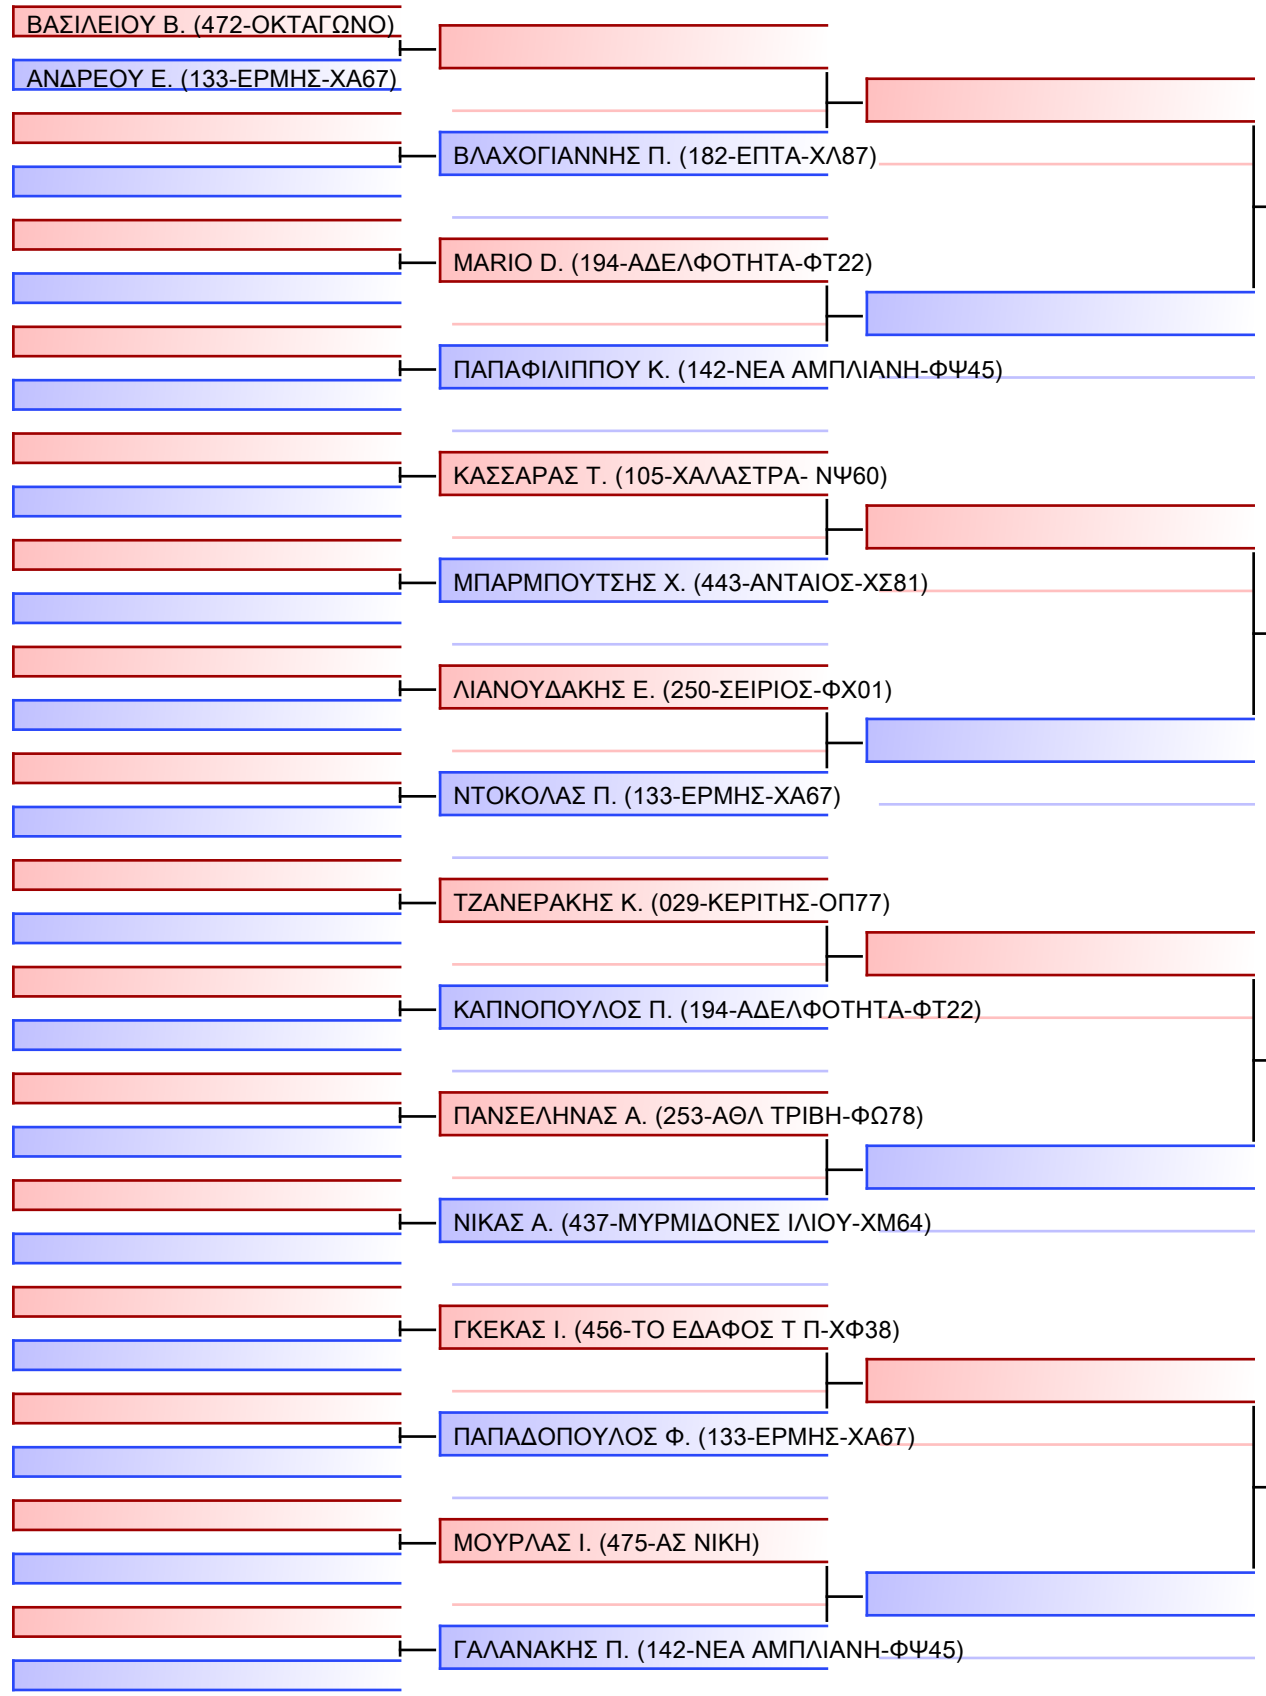 ΒΑΣΙΛΕΙΟΥ Β. (472-ΟΚΤΑΓΩΝΟ)
ΑΝΔΡΕΟΥ Ε. (133-ΕΡΜΗΣ-ΧΑ67)
ΒΛΑΧΟΓΙΑΝΝΗΣ Π. (182-ΕΠΤΑ-ΧΛ87)
MARIO D. (194-ΑΔΕΛΦΟΤΗΤΑ-ΦΤ22)
ΠΑΠΑΦΙΛΙΠΠΟΥ Κ. (142-ΝΕΑ ΑΜΠΛΙΑΝΗ-ΦΨ45)
ΚΑΣΣΑΡΑΣ Τ. (105-ΧΑΛΑΣΤΡΑ- ΝΨ60)
ΜΠΑΡΜΠΟΥΤΣΗΣ Χ. (443-ΑΝΤΑΙΟΣ-ΧΣ81)
ΛΙΑΝΟΥΔΑΚΗΣ Ε. (250-ΣΕΙΡΙΟΣ-ΦΧ01)
ΝΤΟΚΟΛΑΣ Π. (133-ΕΡΜΗΣ-ΧΑ67)
ΤΖΑΝΕΡΑΚΗΣ Κ. (029-ΚΕΡΙΤΗΣ-ΟΠ77)
ΚΑΠΝΟΠΟΥΛΟΣ Π. (194-ΑΔΕΛΦΟΤΗΤΑ-ΦΤ22)
ΠΑΝΣΕΛΗΝΑΣ Α. (253-ΑΘΛ ΤΡΙΒΗ-ΦΩ78)
ΝΙΚΑΣ Α. (437-ΜΥΡΜΙΔΟΝΕΣ ΙΛΙΟΥ-ΧΜ64)
ΓΚΕΚΑΣ Ι. (456-ΤΟ ΕΔΑΦΟΣ Τ Π-ΧΦ38)
ΠΑΠΑΔΟΠΟΥΛΟΣ Φ. (133-ΕΡΜΗΣ-ΧΑ67)
ΜΟΥΡΛΑΣ Ι. (475-ΑΣ ΝΙΚΗ)
ΓΑΛΑΝΑΚΗΣ Π. (142-ΝΕΑ ΑΜΠΛΙΑΝΗ-ΦΨ45)